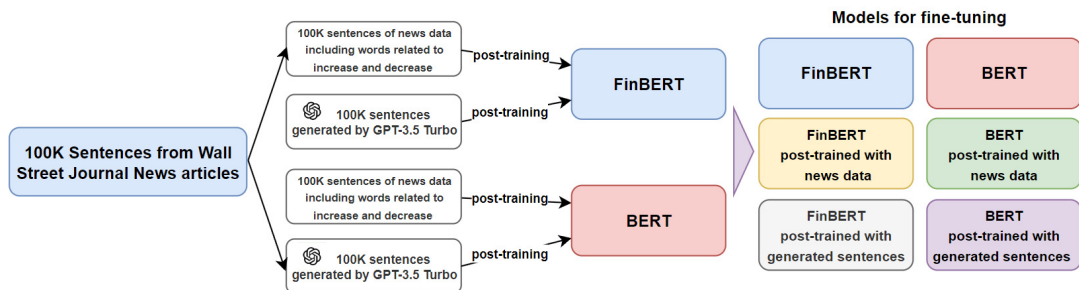 100K Sentences from Wall
Street Journal News articles
100K sentences of news data
including words related to
increase and decrease
100K sentences
generated by GPT-3.5 Turbo
100K sentences of news data
including words related to
increase and decrease
100K sentences
generated by GPT-3.5 Turbo
post-training
post-training
post-training
post-training
FinBERT
BERT
Models for fine-tuning
FinBERT
BERT
FinBERT
post-trained with
news data
BERT
post-trained with
news data
FinBERT
post-trained with
generated sentences
BERT
post-trained with
generated sentences